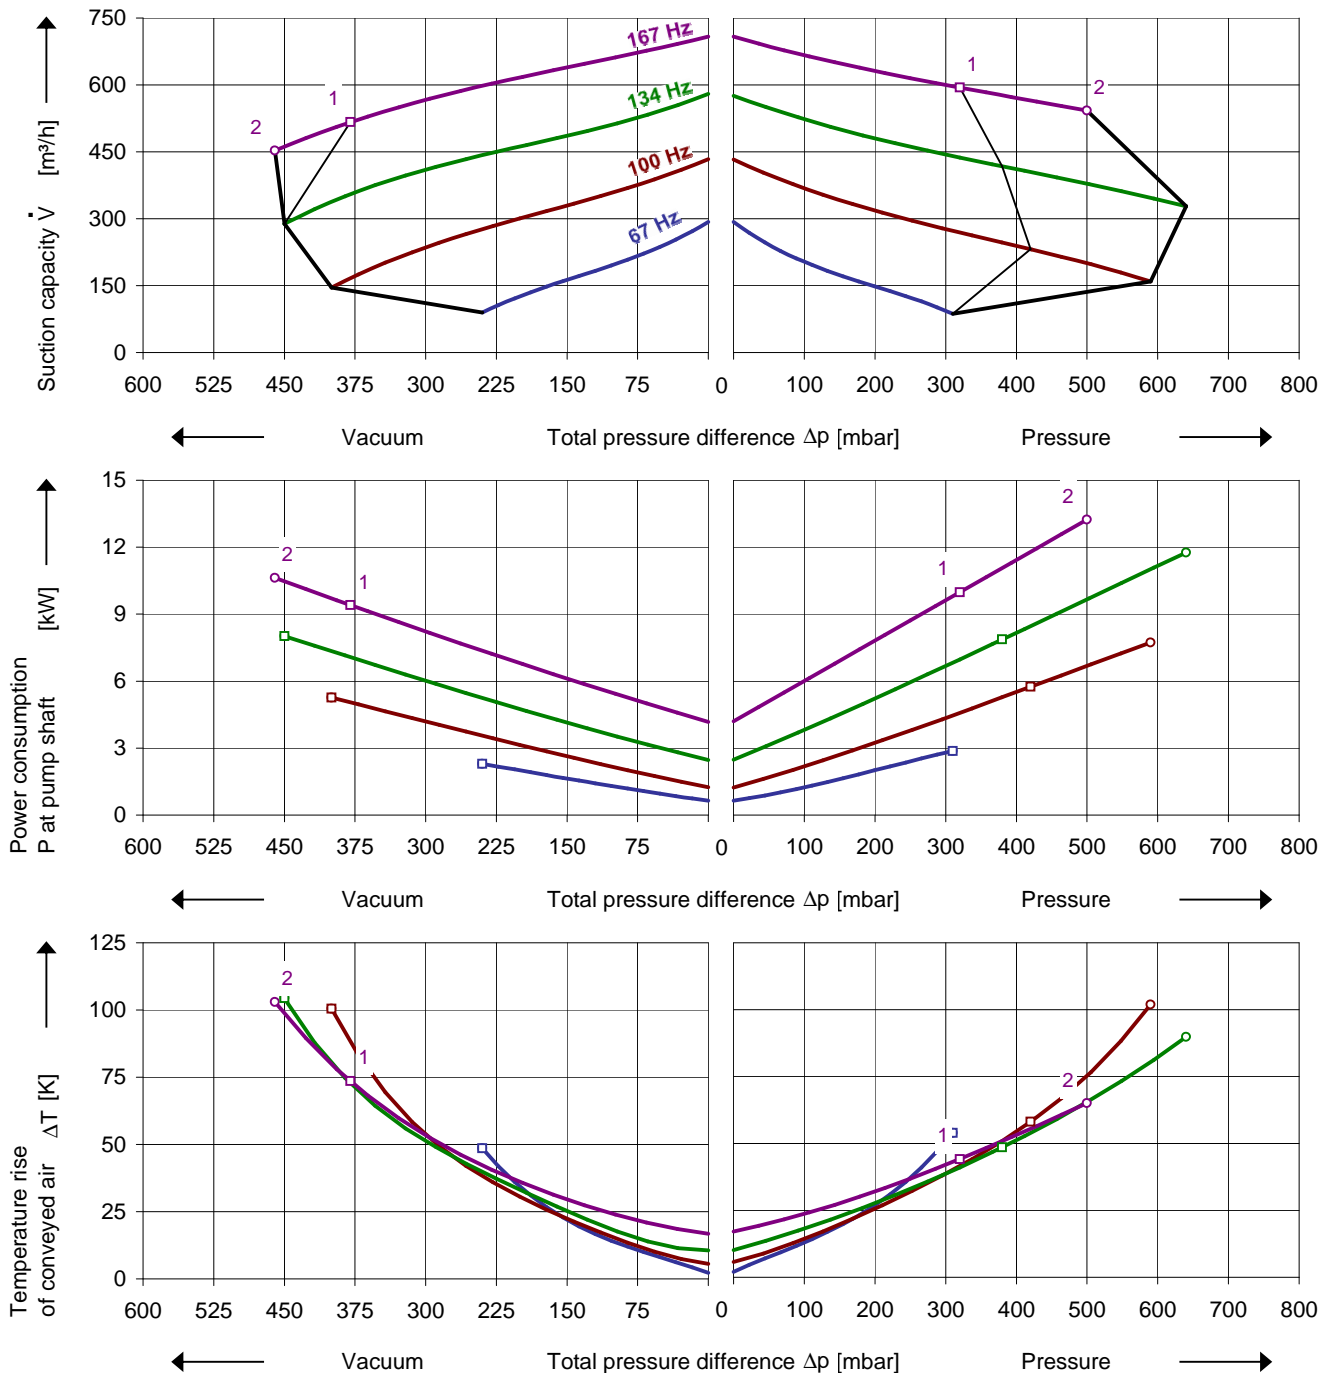 750
600
450
300
150
0
Suction capacity V̇ [m³/h]
167 Hz
134 Hz
100 Hz
67 Hz
1
2
1
2
600 525 450 375 300 225 150 75 0 100 200 300 400 500 600 700 800
Vacuum Total pressure difference Δp [mbar] Pressure
15
12
9
6
3
0
Power consumption
P at pump shaft [kW]
2
1
1
2
600 525 450 375 300 225 150 75 0 100 200 300 400 500 600 700 800
Vacuum Total pressure difference Δp [mbar] Pressure
125
100
75
50
25
0
Temperature rise
of conveyed air ΔT [K]
2
1
1
2
600 525 450 375 300 225 150 75 0 100 200 300 400 500 600 700 800
Vacuum Total pressure difference Δp [mbar] Pressure